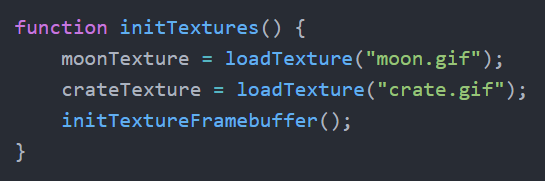 function initTextures() {
    moonTexture = loadTexture("moon.gif");
    crateTexture = loadTexture("crate.gif");
    initTextureFramebuffer();
}